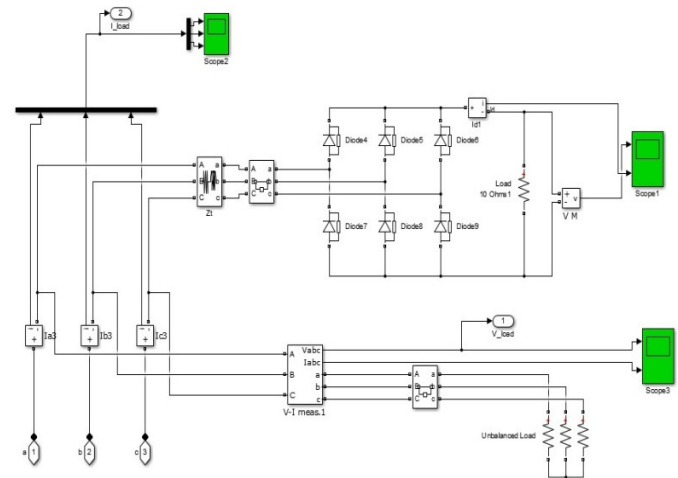 2
I_load
Scope2
Diode4
Diode5
Diode6
+
-
i
Id1
A
B
C
a
b
c
Zt
A
B
C
a
b
c
Load
10 Ohms1
+
-
v
V M
Scope1
Diode7
Diode8
Diode9
Ia3
Ib3
Ic3
-
+
-
+
-
+
1
V_load
A
B
C
Vabc
Iabc
a
b
c
V-I meas.1
A
B
C
a
b
c
Scope3
Unbalanced Load
a 1
b 2
c 3